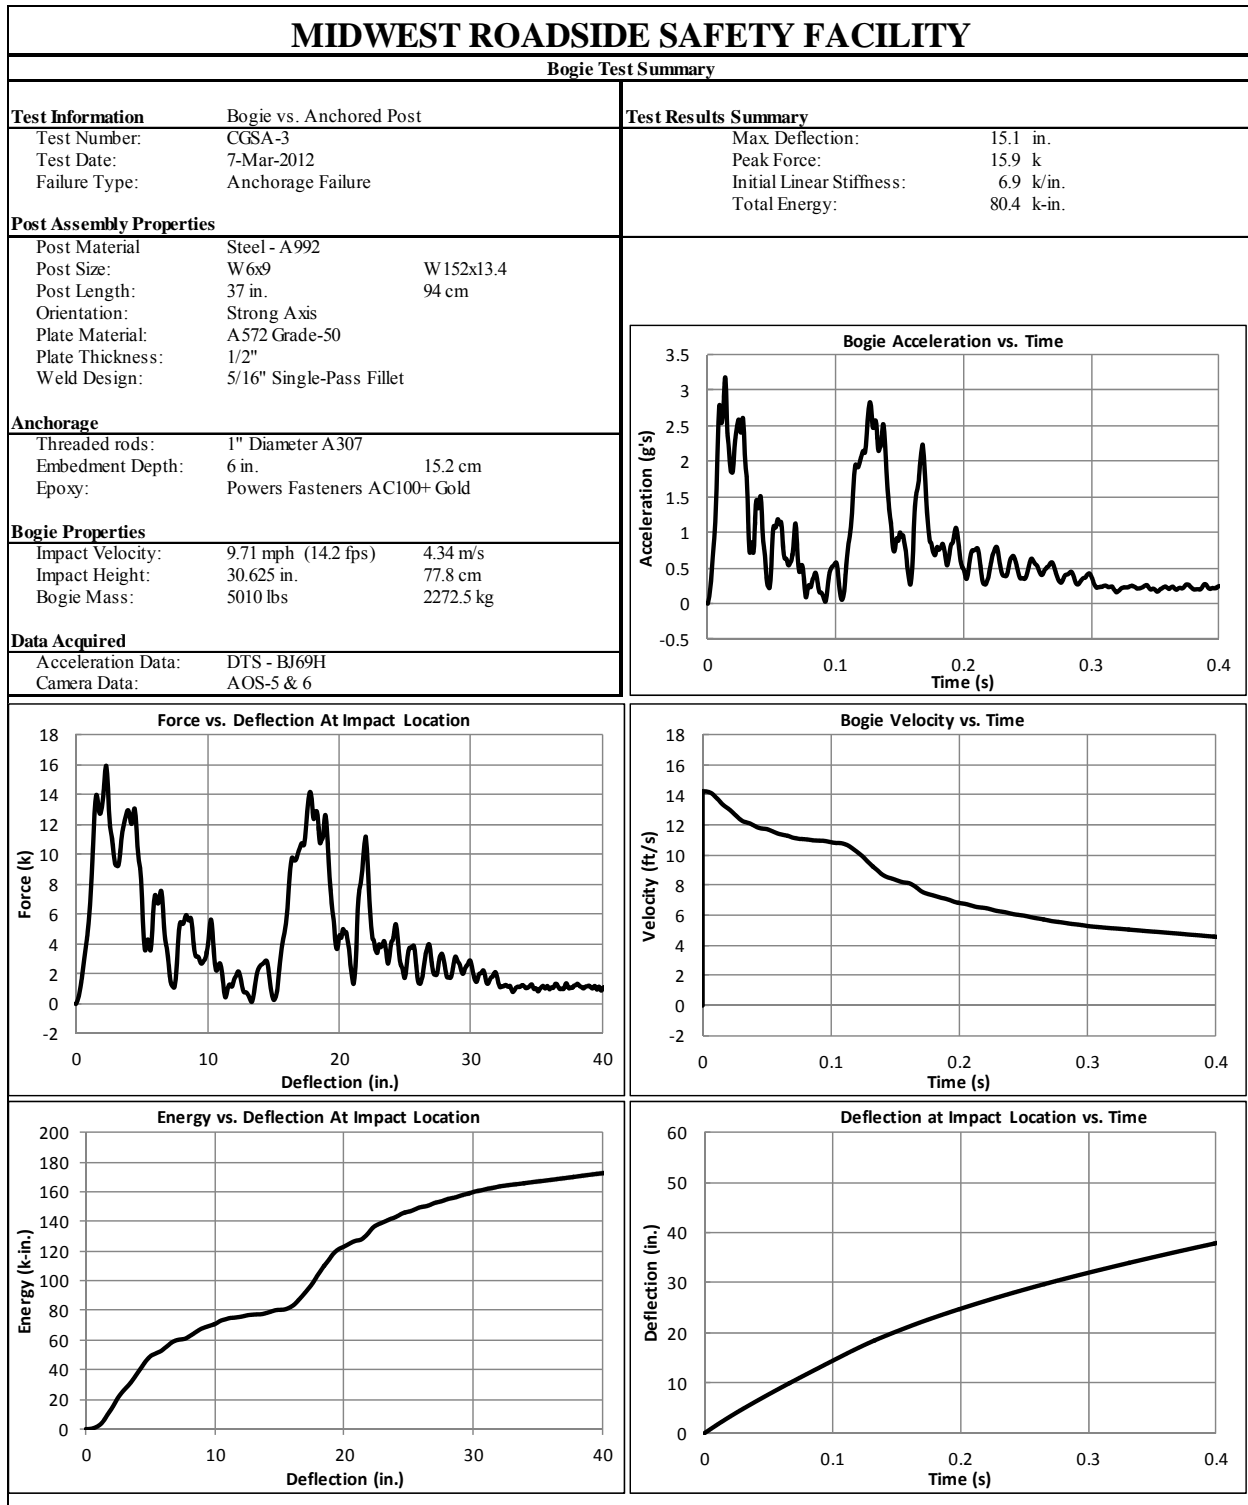 MIDWEST ROADSIDE SAFETY FACILITY
Bogie Test Summary
Test Information Bogie vs. Anchored Post
Test Number: CGSA-3
Test Date: 7-Mar-2012
Failure Type: Anchorage Failure
Post Assembly Properties
Post Material Steel - A992
Post Size: W6x9 W152x13.4
Post Length: 37 in. 94 cm
Orientation: Strong Axis
Plate Material: A572 Grade-50
Plate Thickness: 1/2"
Weld Design: 5/16" Single-Pass Fillet
Anchorage
Threaded rods: 1" Diameter A307
Embedment Depth: 6 in. 15.2 cm
Epoxy: Powers Fasteners AC100+ Gold
Bogie Properties
Impact Velocity: 9.71 mph (14.2 fps) 4.34 m/s
Impact Height: 30.625 in. 77.8 cm
Bogie Mass: 5010 lbs 2272.5 kg
Data Acquired
Acceleration Data: DTS - BJ69H
Camera Data: AOS-5 & 6
Test Results Summary
Max. Deflection: 15.1 in.
Peak Force: 15.9 k
Initial Linear Stiffness: 6.9 k/in.
Total Energy: 80.4 k-in.
Bogie Acceleration vs. Time
Acceleration (g's)
3.5
3
2.5
2
1.5
1
0.5
0
-0.5
0 0.1 0.2 0.3 0.4
Time (s)
Force vs. Deflection At Impact Location
Force (k)
18
16
14
12
10
8
6
4
2
0
-2
0 10 20 30 40
Deflection (in.)
Bogie Velocity vs. Time
Velocity (ft/s)
18
16
14
12
10
8
6
4
2
0
-2
0 0.1 0.2 0.3 0.4
Time (s)
Energy vs. Deflection At Impact Location
Energy (k-in.)
200
180
160
140
120
100
80
60
40
20
0
0 10 20 30 40
Deflection (in.)
Deflection at Impact Location vs. Time
Deflection (in.)
60
50
40
30
20
10
0
0 0.1 0.2 0.3 0.4
Time (s)